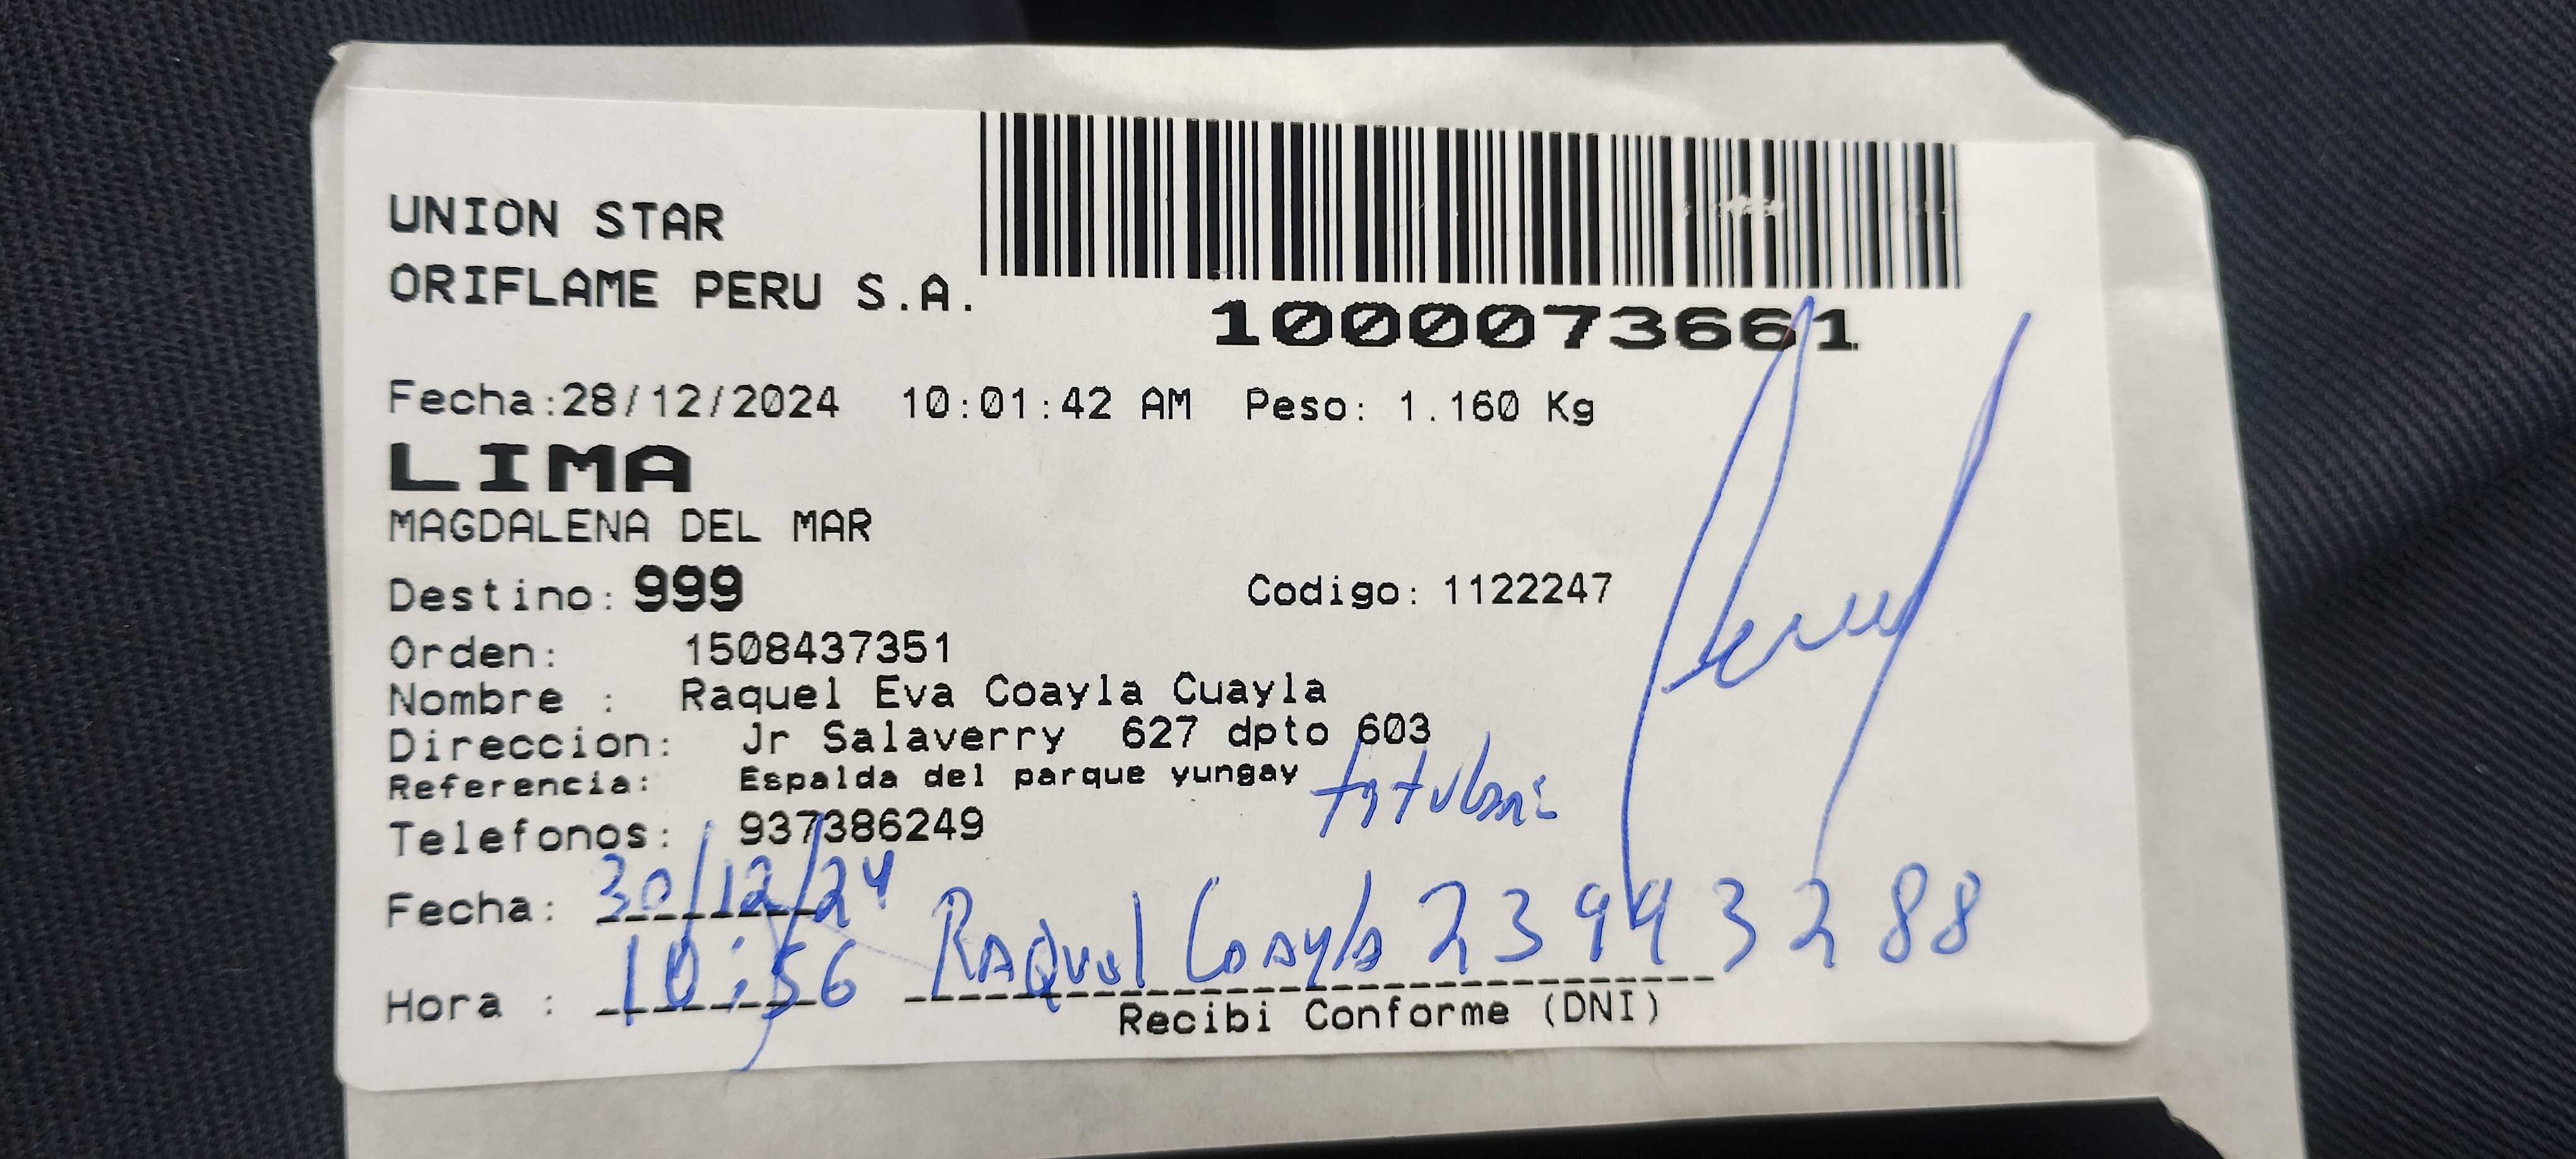 UNION STAR
ORIFLAME PERU S.A.
1000073661
Fecha:28/12/2024 10:01:42 AM Peso: 1.160 Kg
LIMA
MAGDALENA DEL MAR
Destino: 999 Codigo: 1122247
Orden: 1508437351
Nombre : Raquel Eva Coayla Cuayla
Direccion: Jr Salaverry 627 dpto 603
Referencia: Espalda del parque yungay
Telefonos: 937386249
Fecha: 30/12/24
Raquel Coayla 23993288
Hora : 10:56
Recibi Conforme (DNI)